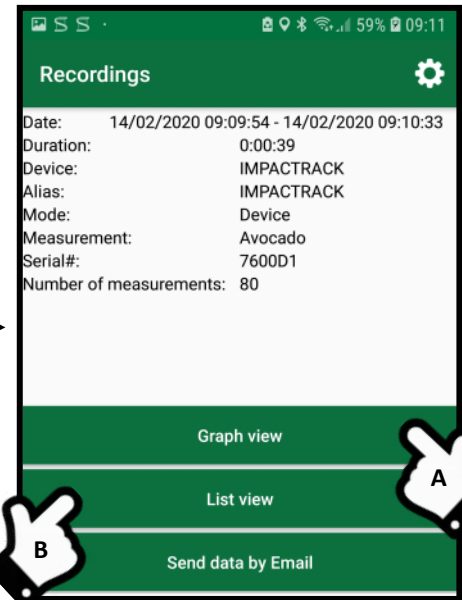 S S · 59% 09:11
Recordings
Date: 14/02/2020 09:09:54 - 14/02/2020 09:10:33
Duration: 0:00:39
Device: IMPACTRACK
Alias: IMPACTRACK
Mode: Device
Measurement: Avocado
Serial#: 7600D1
Number of measurements: 80
Graph view
A
List view
B
Send data by Email